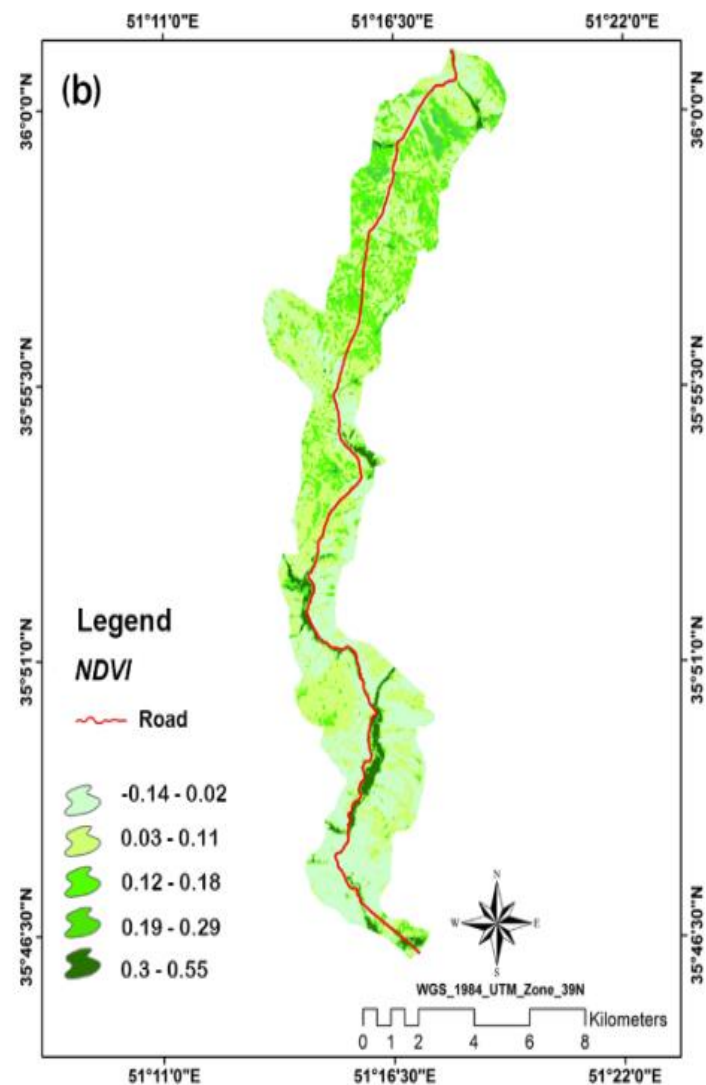 51°11'0"E 51°16'30"E 51°22'0"E
(b)
36°0'0"N 36°0'0"N
35°55'30"N 35°55'30"N
35°51'0"N 35°51'0"N
35°46'30"N 35°46'30"N
Legend
NDVI
Road
-0.14 - 0.02
0.03 - 0.11
0.12 - 0.18
0.19 - 0.29
0.3 - 0.55
N
W E
S
WGS_1984_UTM_Zone_39N
Kilometers
0 1 2 4 6 8
51°11'0"E 51°16'30"E 51°22'0"E